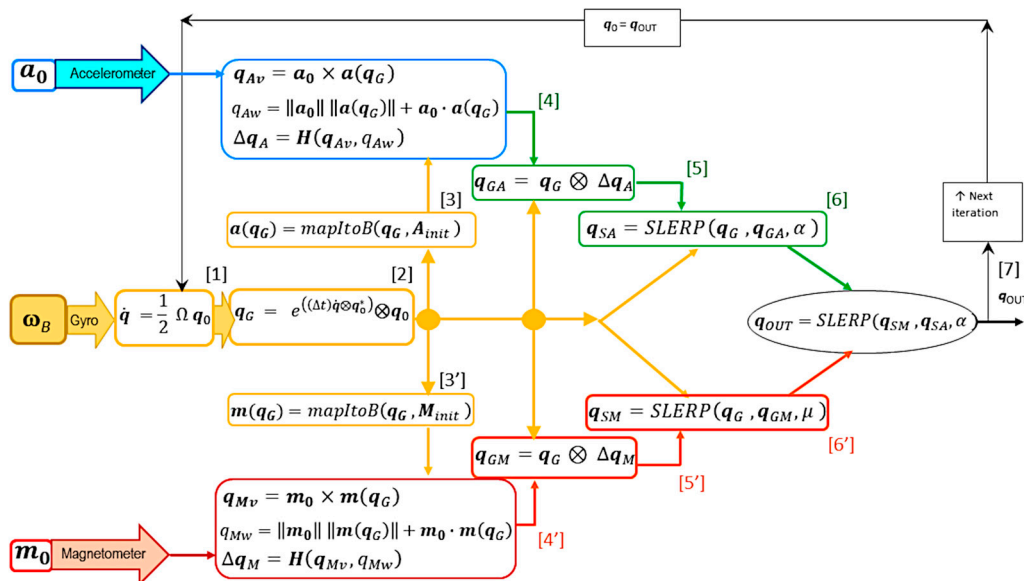 q₀ = q_OUT
a₀ Accelerometer
q_Av = a₀ × a(q_G)
q_Aw = ‖a₀‖ ‖a(q_G)‖ + a₀ · a(q_G)
Δq_A = H(q_Av, q_Aw)
[4]
q_GA = q_G ⊗ Δq_A
[5]
[3]
a(q_G) = mapItoB(q_G , A_init )
[6]
q_SA = SLERP(q_G , q_GA, α )
↑ Next
iteration
[1]
[2]
[7]
q_OUT
ω_B Gyro
q̇ = 1/2 Ω q₀
q_G = e^((Δt) q̇⊗q₀*) ⊗q₀
q_OUT = SLERP(q_SM , q_SA, α
[3']
m(q_G) = mapItoB(q_G , M_init )
q_SM = SLERP(q_G , q_GM, μ )
[6']
q_GM = q_G ⊗ Δq_M
[5']
[4']
q_Mv = m₀ × m(q_G)
q_Mw = ‖m₀‖ ‖m(q_G)‖ + m₀ · m(q_G)
Δq_M = H(q_Mv, q_Mw)
m₀ Magnetometer